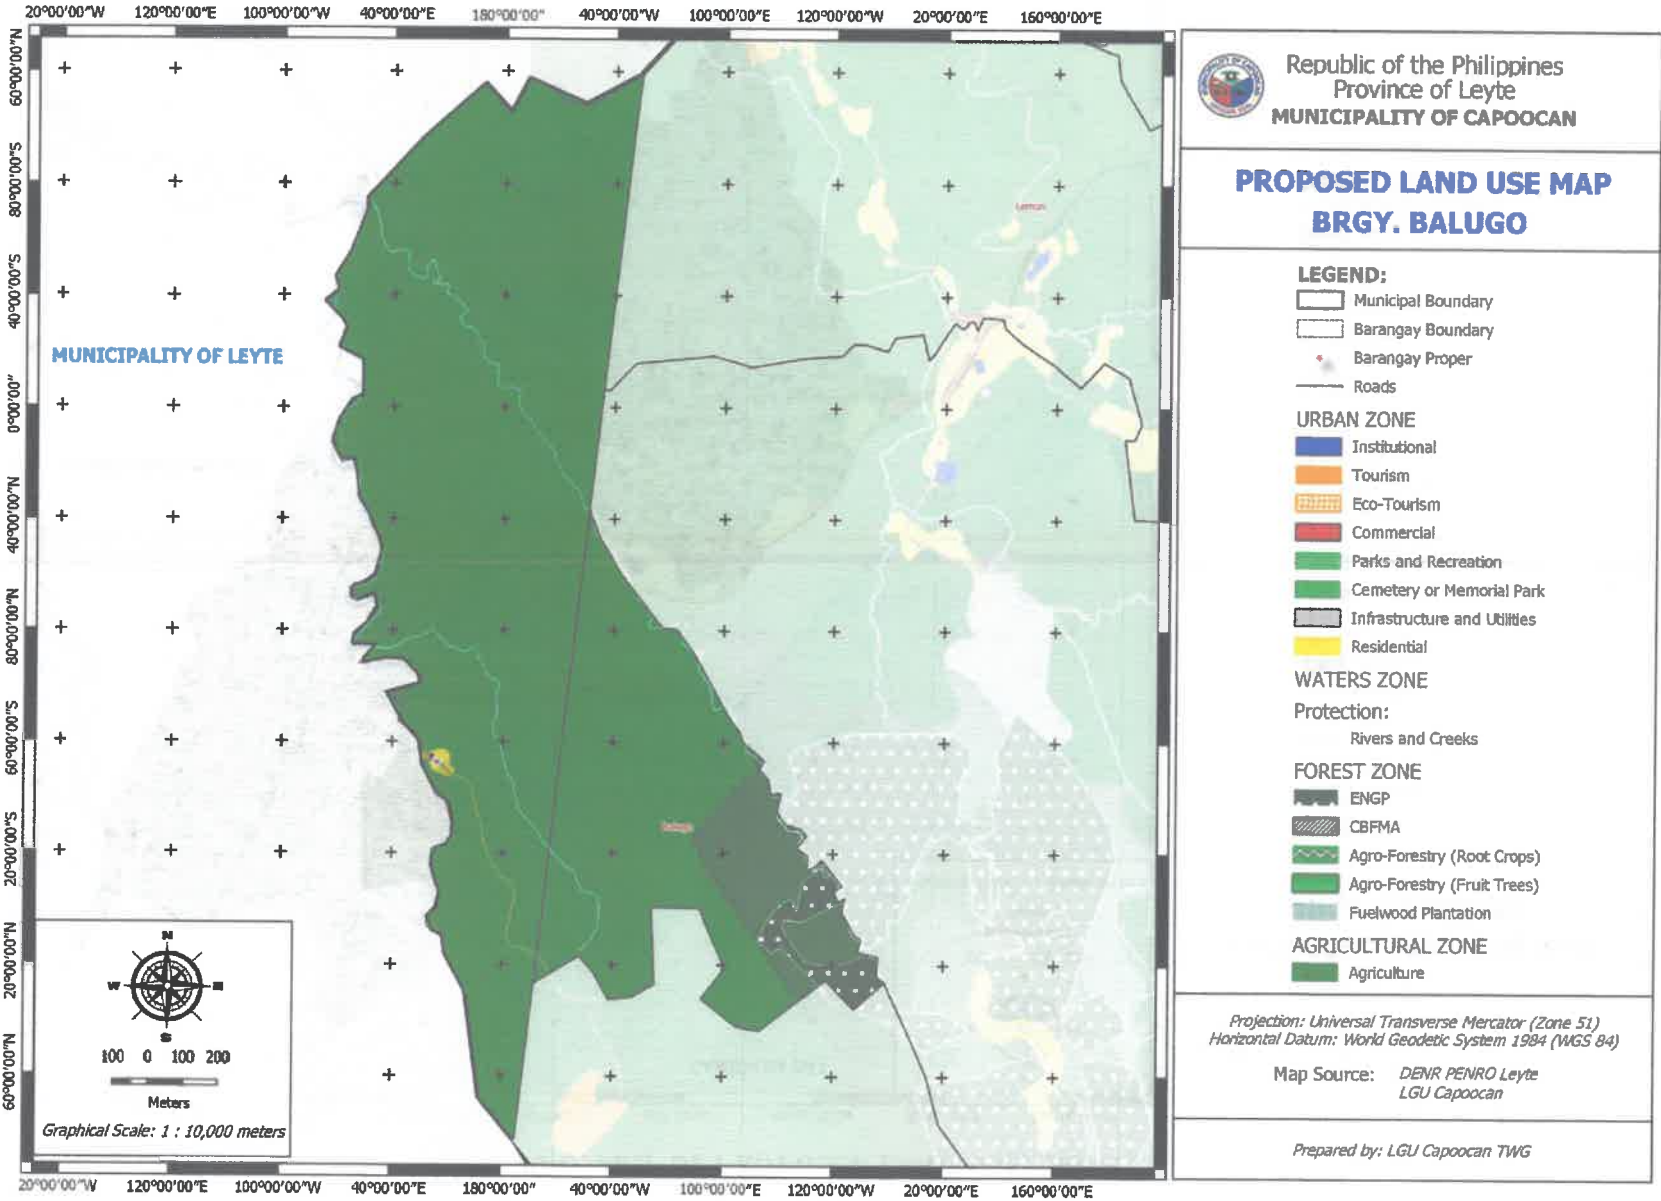 20°00'00"W 120°00'00"E 100°00'00"W 40°00'00"E 180°00'00" 40°00'00"W 100°00'00"E 120°00'00"W 20°00'00"E 160°00'00"E
60°00'00"N
80°00'00"S
40°00'00"S
0°00'0.0"
40°00'00"N
80°00'00"N
60°00'00"S
20°00'00"S
20°00'00"N
60°00'00"N
MUNICIPALITY OF LEYTE
Lemon
Balugo
N
W
S
100 0 100 200
Meters
Graphical Scale: 1 : 10,000 meters
20°00'00"W 120°00'00"E 100°00'00"W 40°00'00"E 180°00'00" 40°00'00"W 100°00'00"E 120°00'00"W 20°00'00"E 160°00'00"E
Republic of the Philippines
Province of Leyte
MUNICIPALITY OF CAPOOCAN
PROPOSED LAND USE MAP
BRGY. BALUGO
LEGEND:
Municipal Boundary
Barangay Boundary
Barangay Proper
Roads
URBAN ZONE
Institutional
Tourism
Eco-Tourism
Commercial
Parks and Recreation
Cemetery or Memorial Park
Infrastructure and Utilities
Residential
WATERS ZONE
Protection:
Rivers and Creeks
FOREST ZONE
ENGP
CBFMA
Agro-Forestry (Root Crops)
Agro-Forestry (Fruit Trees)
Fuelwood Plantation
AGRICULTURAL ZONE
Agriculture
Projection: Universal Transverse Mercator (Zone 51)
Horizontal Datum: World Geodetic System 1984 (WGS 84)
Map Source: DENR PENRO Leyte
LGU Capoocan
Prepared by: LGU Capoocan TWG